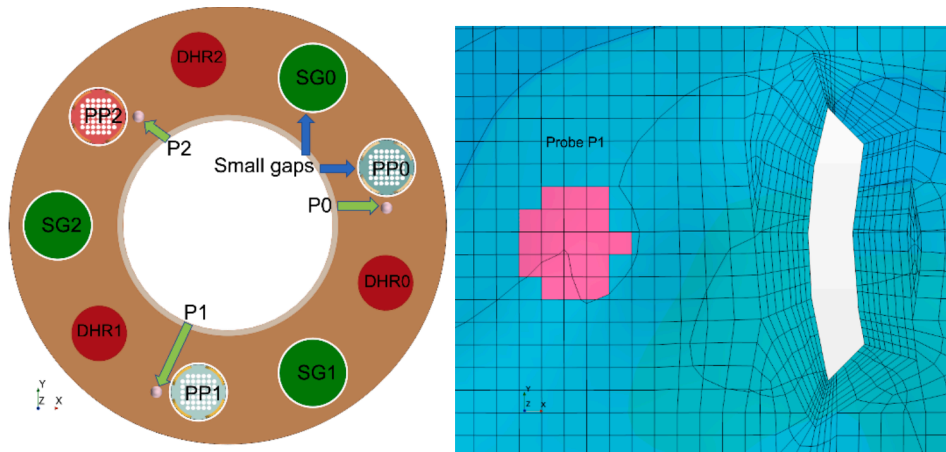 DHR2
SG0
PP2
P2
Small gaps
PP0
P0
SG2
DHR0
P1
DHR1
PP1
SG1
Y
Z X
Probe P1
Y
Z X